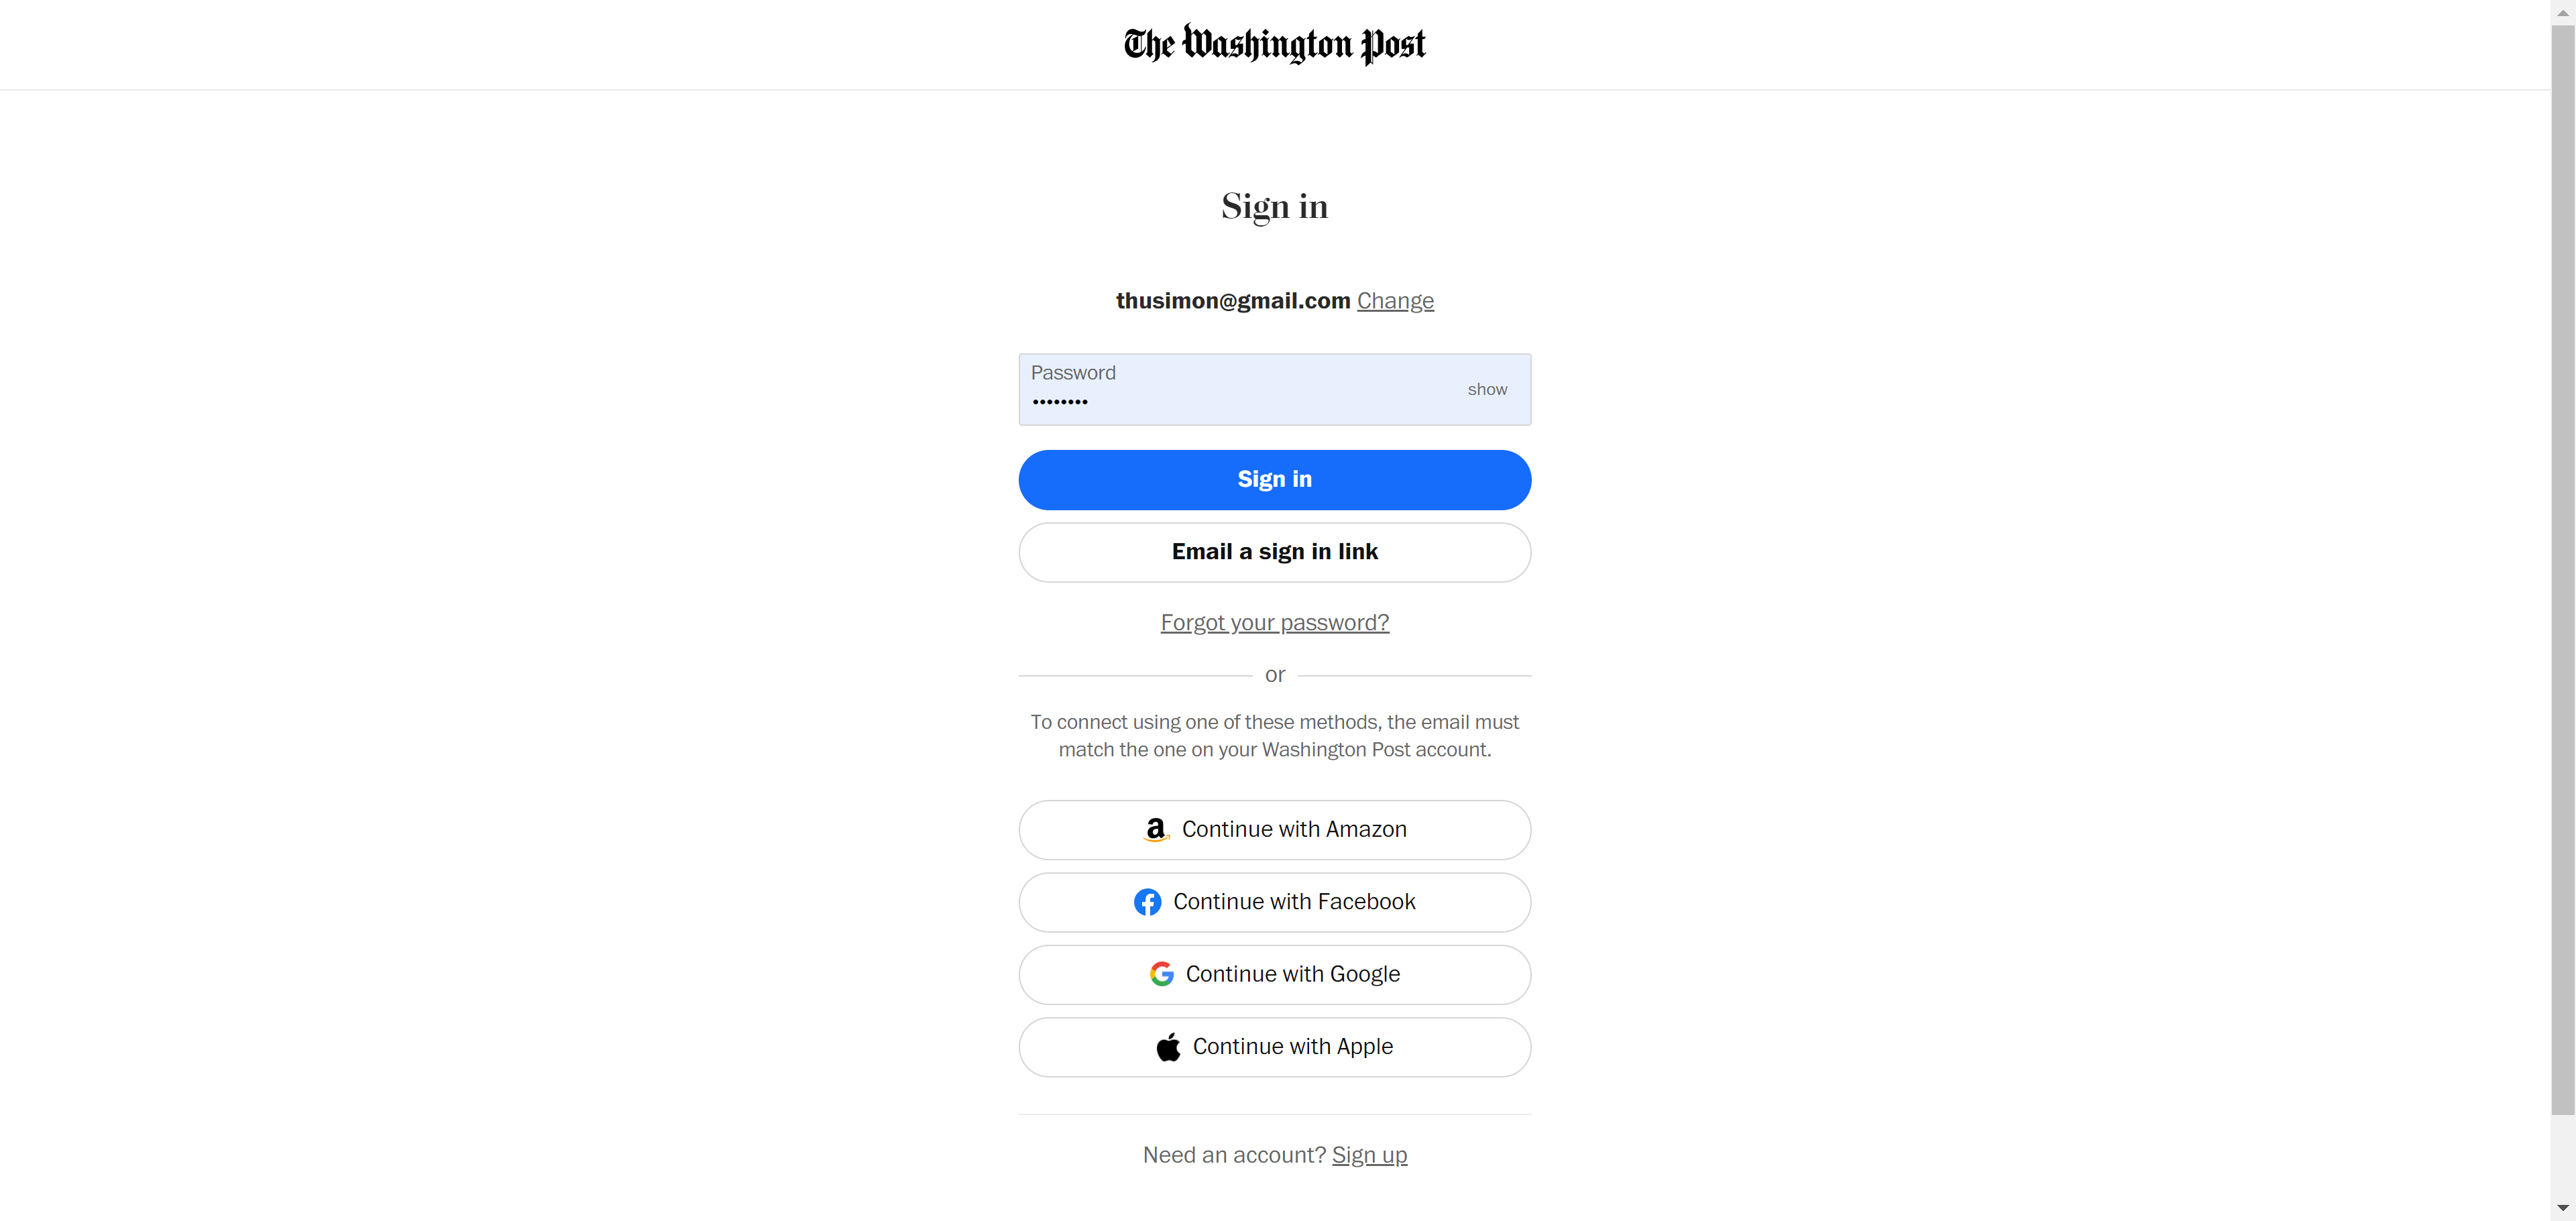 The Washington Post
Sign in
thusimon@gmail.com Change
Password
••••••••
show
Sign in
Email a sign in link
Forgot your password?
or
To connect using one of these methods, the email must
match the one on your Washington Post account.
Continue with Amazon
Continue with Facebook
Continue with Google
Continue with Apple
Need an account? Sign up